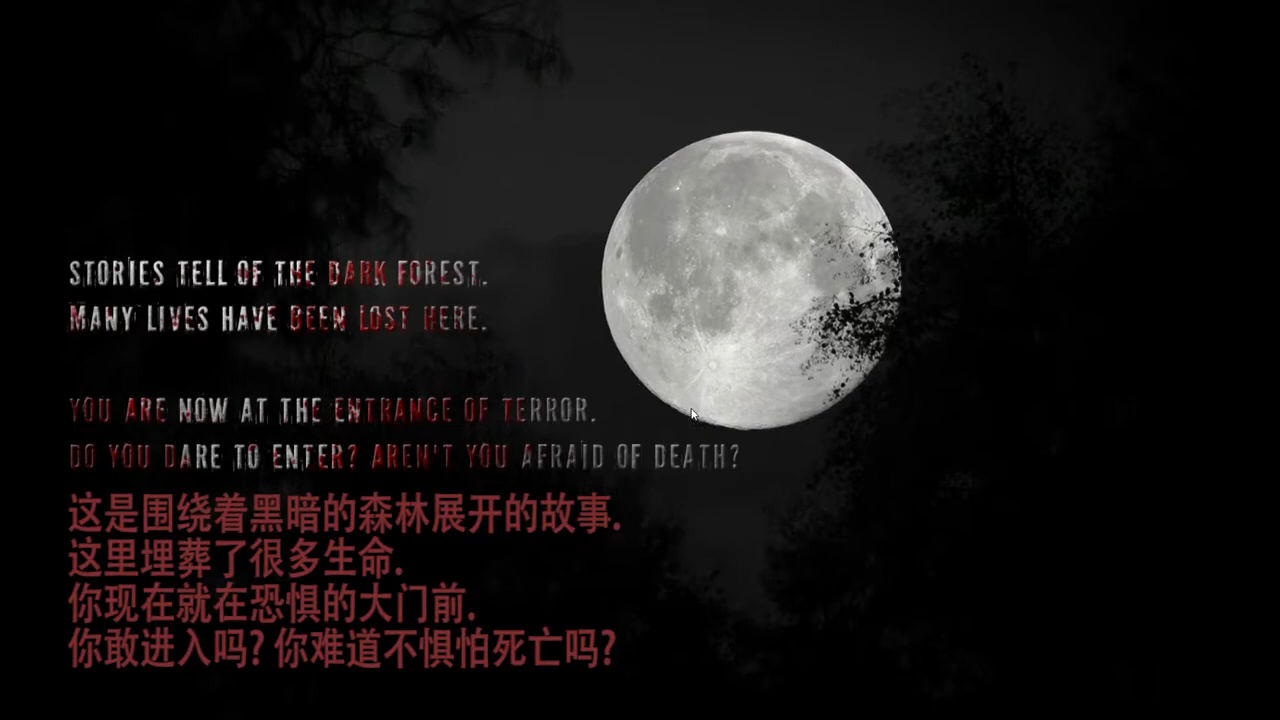 STORIES TELL OF THE DARK FOREST.
MANY LIVES HAVE BEEN LOST HERE.
YOU ARE NOW AT THE ENTRANCE OF TERROR.
DO YOU DARE TO ENTER? AREN'T YOU AFRAID OF DEATH?
这是围绕着黑暗的森林展开的故事.
这里埋葬了很多生命.
你现在就在恐惧的大门前.
你敢进入吗? 你难道不惧怕死亡吗?